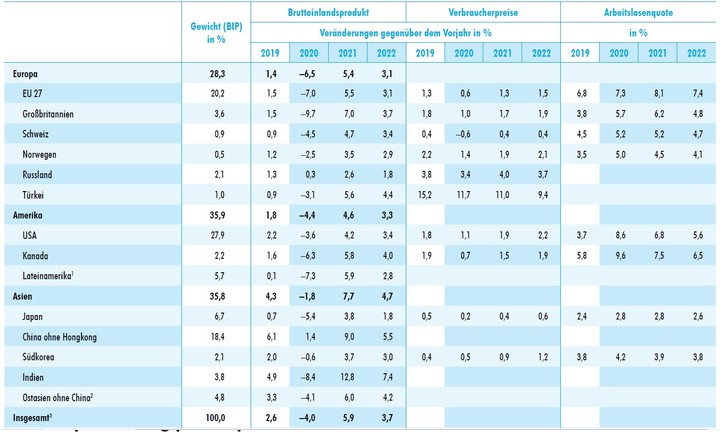 Gewicht (BIP) in % Bruttoinlandsprodukt Verbraucherpreise Arbeitslosenquote
Veränderungen gegenüber dem Vorjahr in % in %
2019 2020 2021 2022 2019 2020 2021 2022 2019 2020 2021 2022
Europa 28,3 1,4 –6,5 5,4 3,1
EU 27 20,2 1,5 –7,0 5,5 3,1 1,3 0,6 1,3 1,5 6,8 7,3 8,1 7,4
Großbritannien 3,6 1,5 –9,7 7,0 3,7 1,8 1,0 1,7 1,9 3,8 5,7 6,2 4,8
Schweiz 0,9 0,9 –4,5 4,7 3,4 0,4 –0,6 0,4 0,4 4,5 5,2 5,2 4,7
Norwegen 0,5 1,2 –2,5 3,5 2,9 2,2 1,4 1,9 2,1 3,5 5,0 4,5 4,1
Russland 2,1 1,3 0,3 2,6 1,8 3,8 3,4 4,0 3,7
Türkei 1,0 0,9 –3,1 5,6 4,4 15,2 11,7 11,0 9,4
Amerika 35,9 1,8 –4,4 4,6 3,3
USA 27,9 2,2 –3,6 4,2 3,4 1,8 1,1 1,9 2,2 3,7 8,6 6,8 5,6
Kanada 2,2 1,6 –6,3 5,8 4,0 1,9 0,7 1,5 1,9 5,8 9,6 7,5 6,5
Lateinamerika¹ 5,7 0,1 –7,3 5,9 2,8
Asien 35,8 4,3 –1,8 7,7 4,7
Japan 6,7 0,7 –5,4 3,8 1,8 0,5 0,2 0,4 0,6 2,4 2,8 2,8 2,6
China ohne Hongkong 18,4 6,1 1,4 9,0 5,5
Südkorea 2,1 2,0 –0,6 3,7 3,0 0,4 0,5 0,9 1,2 3,8 4,2 3,9 3,8
Indien 3,8 4,9 –8,4 12,8 7,4
Ostasien ohne China² 4,8 3,3 –4,1 6,0 4,2
Insgesamt³ 100,0 2,6 –4,0 5,9 3,7